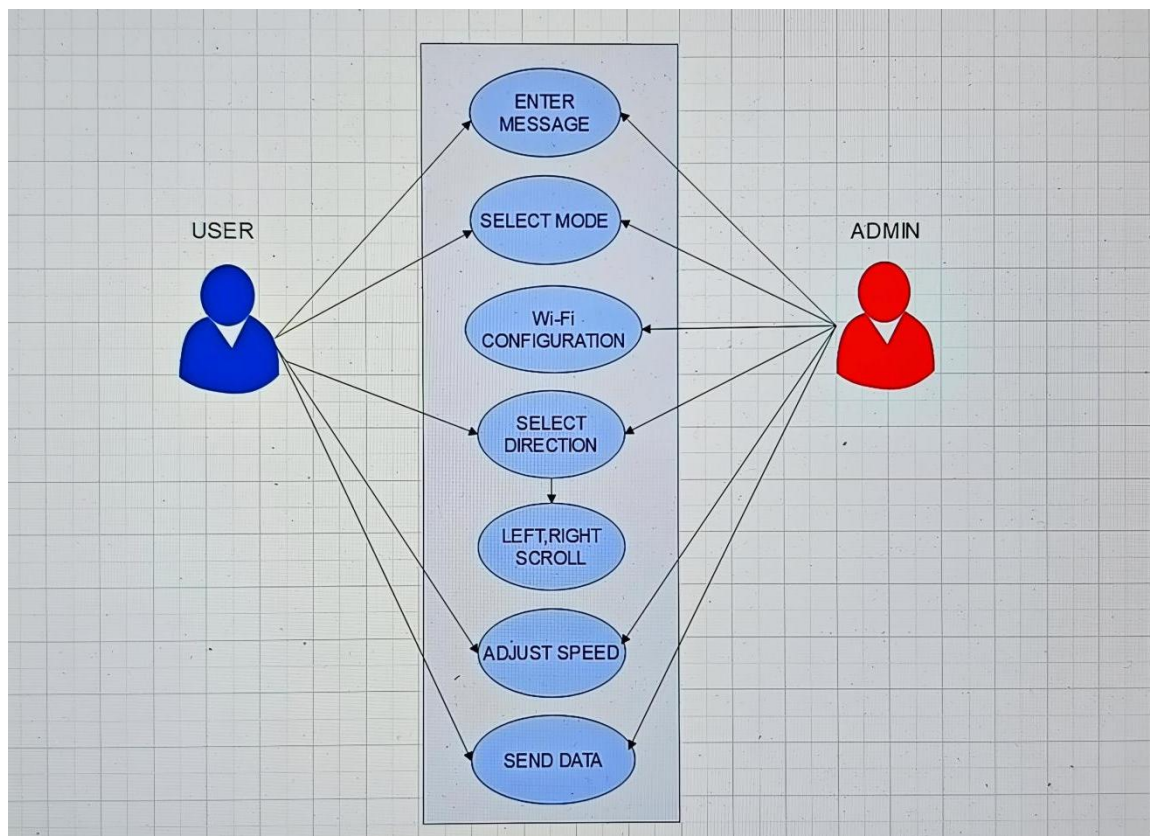 ENTER
MESSAGE
USER
SELECT MODE
ADMIN
Wi-Fi
CONFIGURATION
SELECT
DIRECTION
LEFT,RIGHT
SCROLL
ADJUST SPEED
SEND DATA